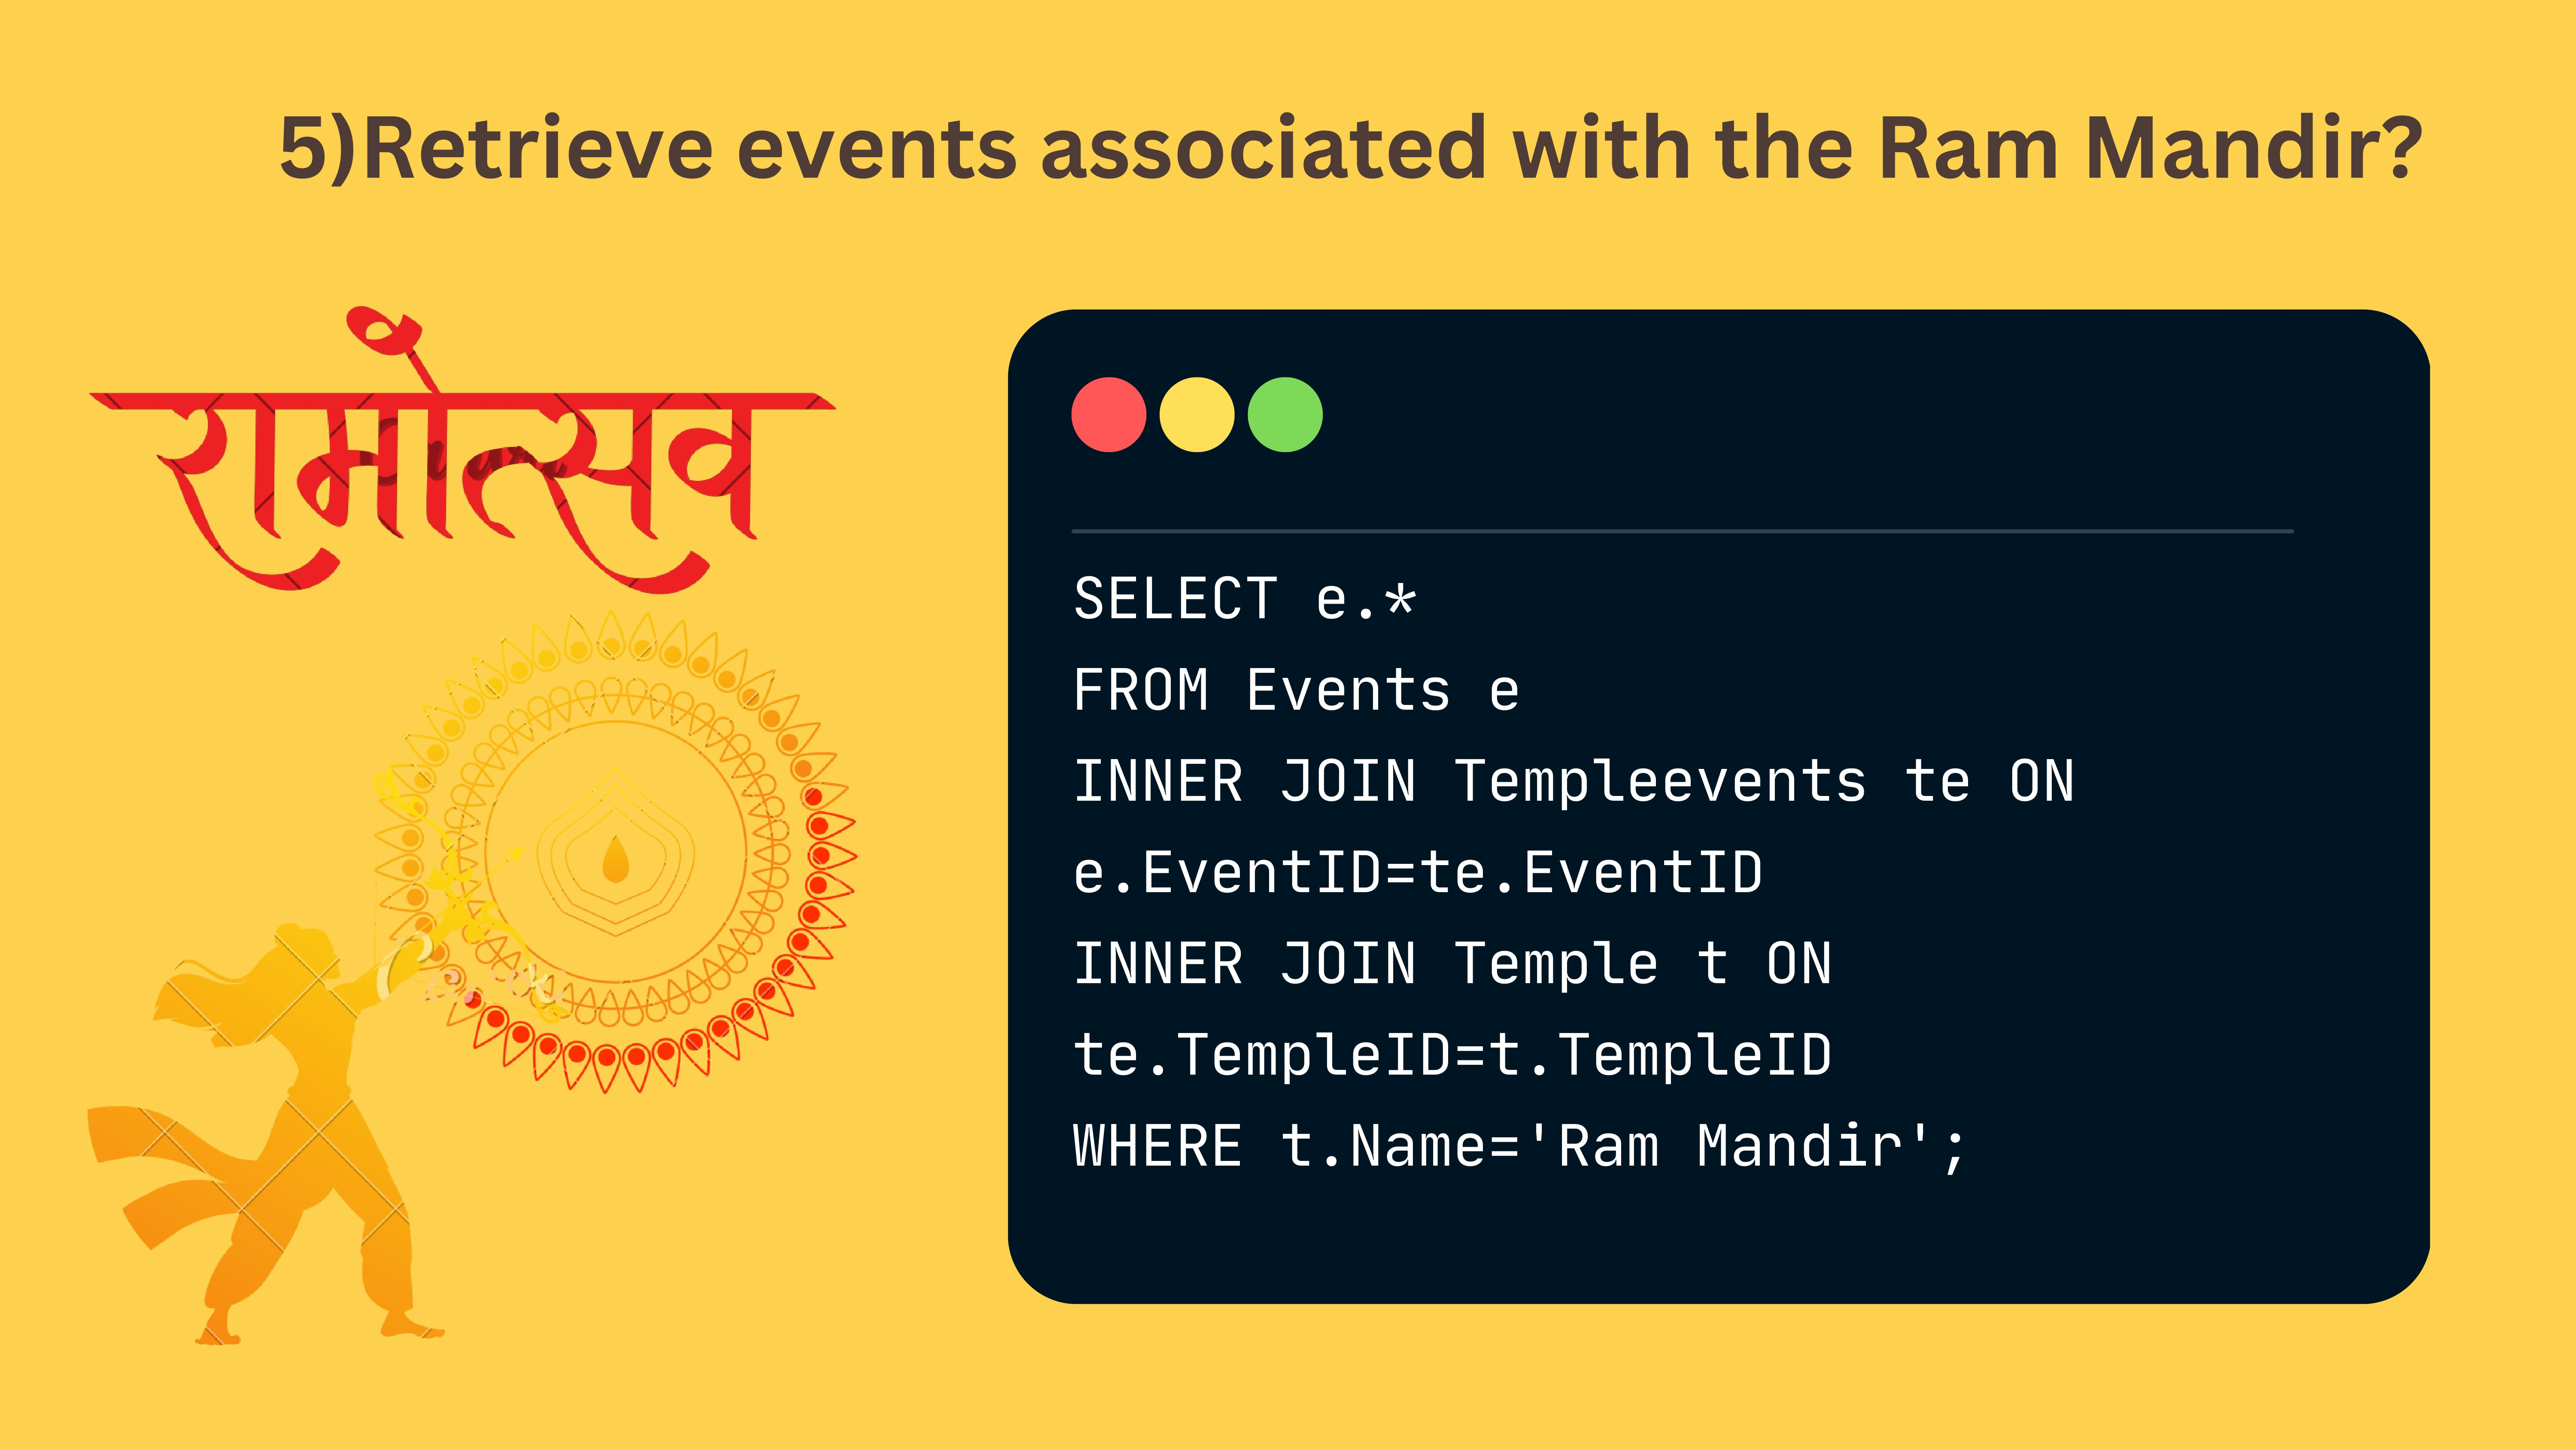 5)Retrieve events associated with the Ram Mandir?
रामोत्सव
SELECT e.*
FROM Events e
INNER JOIN Templeevents te ON
e.EventID=te.EventID
INNER JOIN Temple t ON
te.TempleID=t.TempleID
WHERE t.Name='Ram Mandir';